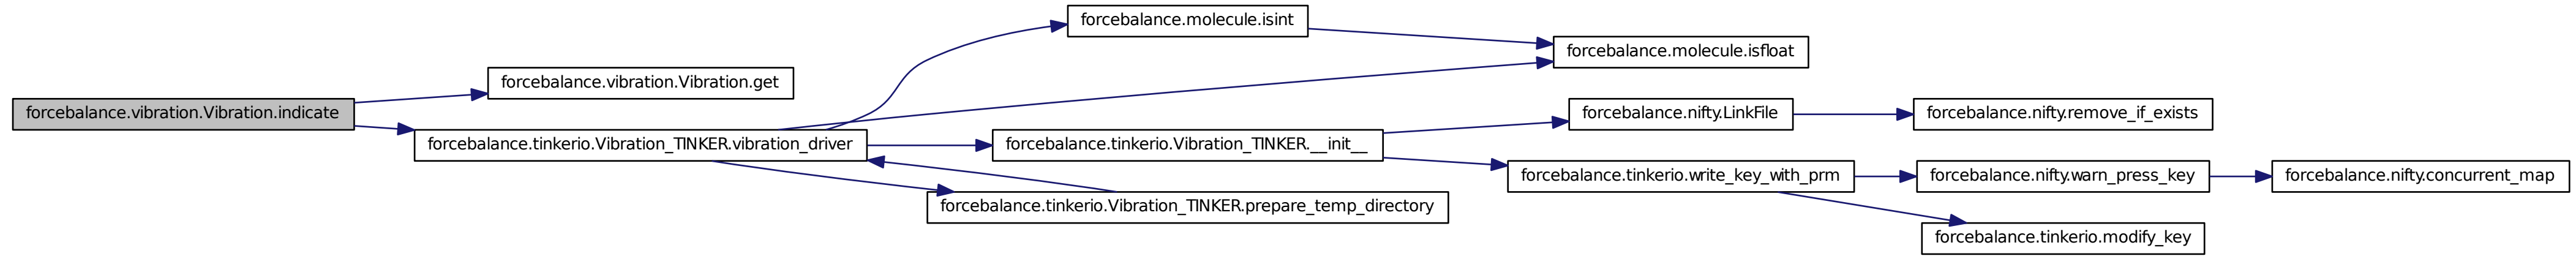 forcebalance.vibration.Vibration.indicate
forcebalance.vibration.Vibration.get
forcebalance.tinkerio.Vibration_TINKER.vibration_driver
forcebalance.molecule.isint
forcebalance.molecule.isfloat
forcebalance.tinkerio.Vibration_TINKER.__init__
forcebalance.tinkerio.Vibration_TINKER.prepare_temp_directory
forcebalance.nifty.LinkFile
forcebalance.nifty.remove_if_exists
forcebalance.tinkerio.write_key_with_prm
forcebalance.nifty.warn_press_key
forcebalance.nifty.concurrent_map
forcebalance.tinkerio.modify_key